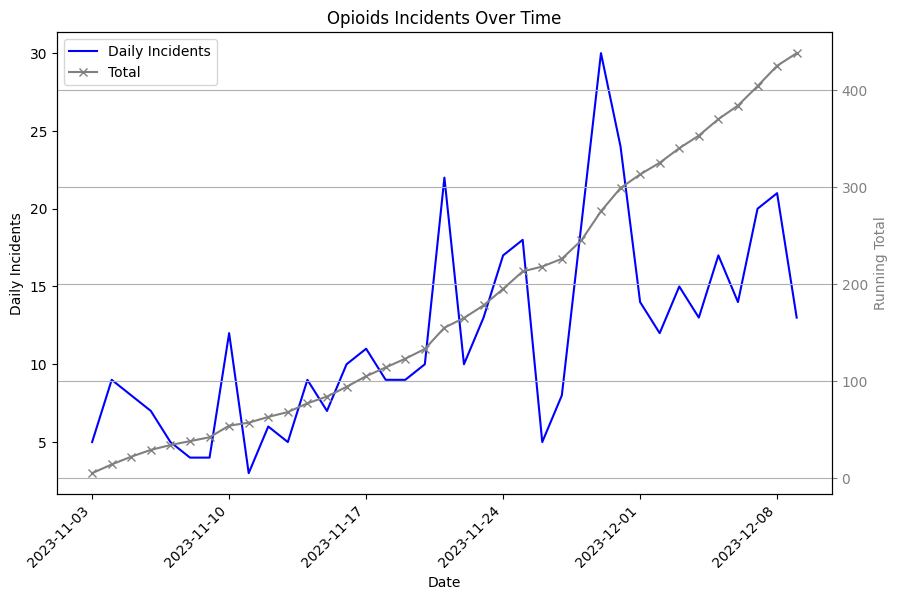 Opioids Incidents Over Time
Daily Incidents
Total
30
25
20
15
10
5
Daily Incidents
400
300
200
100
0
Running Total
2023-11-03
2023-11-10
2023-11-17
2023-11-24
2023-12-01
2023-12-08
Date